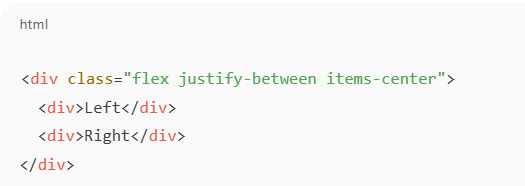 html
<div class="flex justify-between items-center">
  <div>Left</div>
  <div>Right</div>
</div>